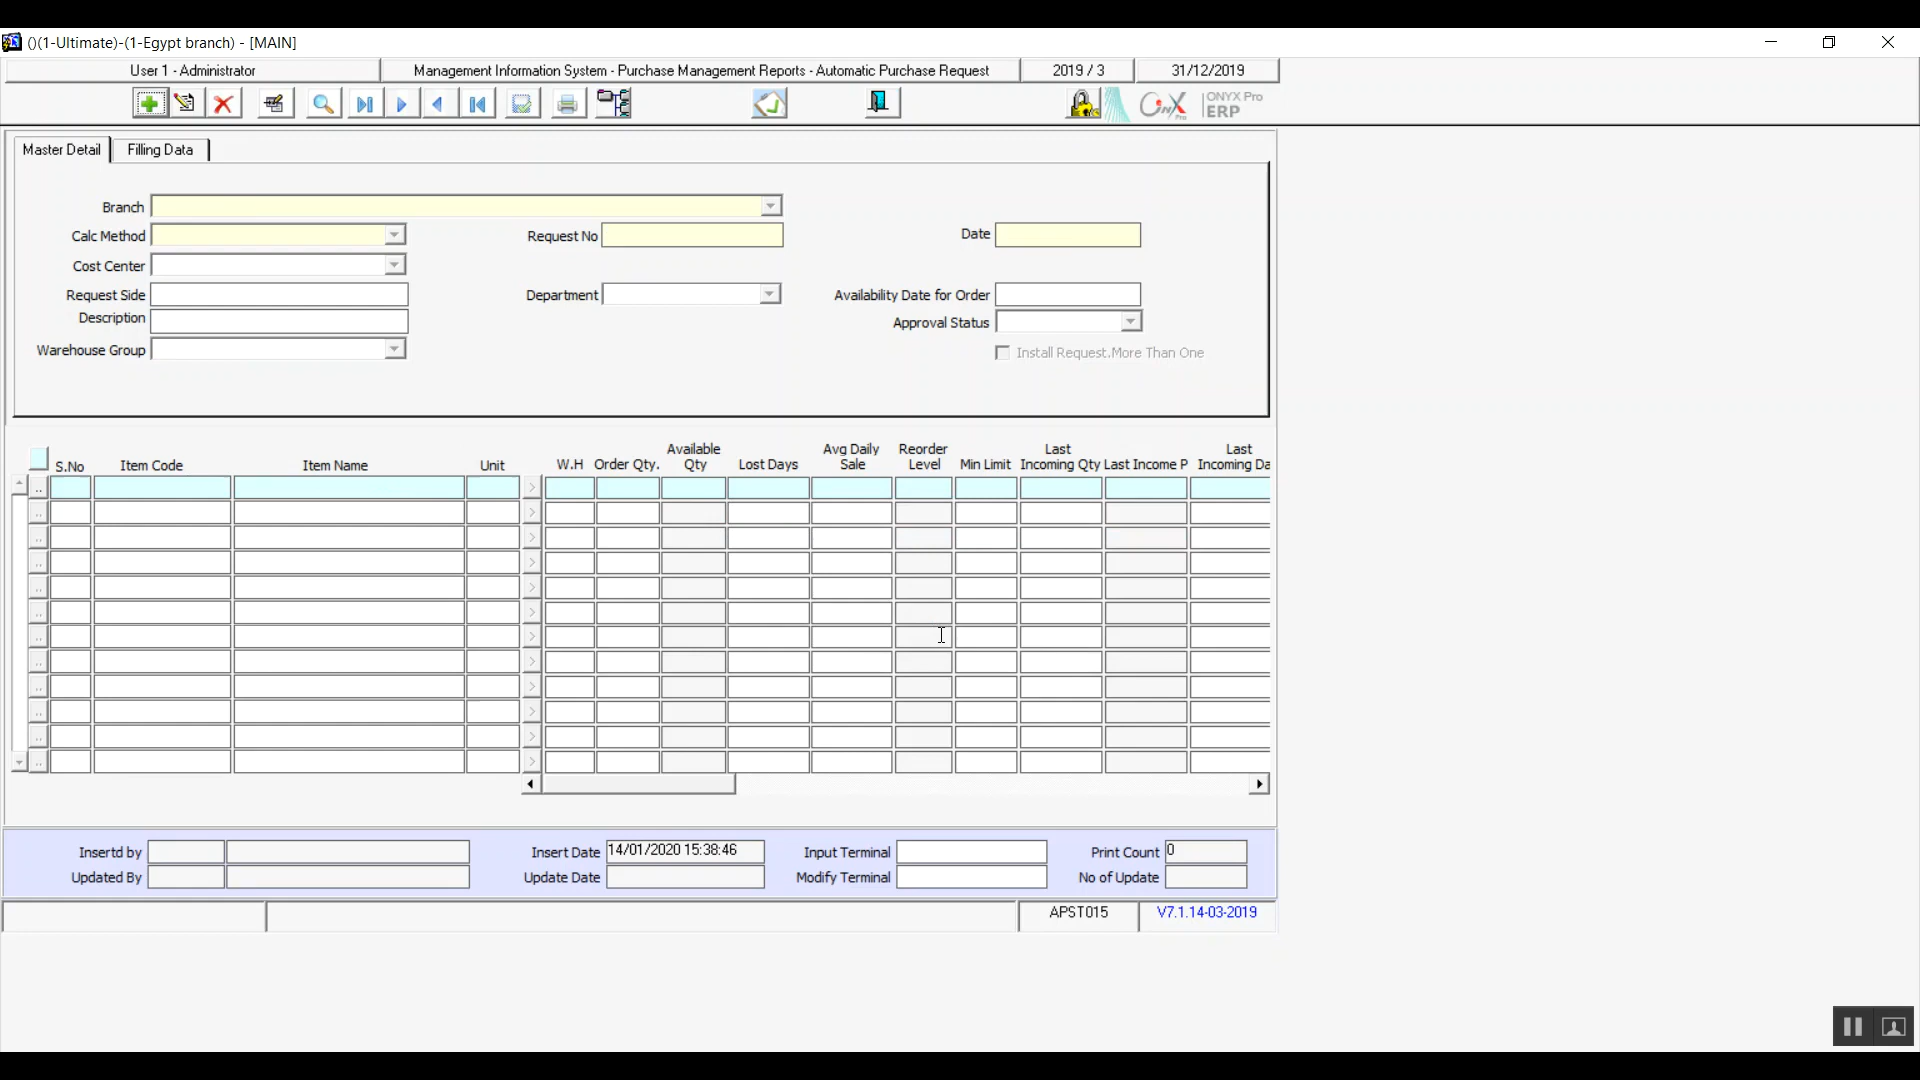 ()(1-Ultimate)-(1-Egypt branch) - [MAIN]
User 1 - Administrator
Management Information System - Purchase Management Reports - Automatic Purchase Request
2019 / 3
31/12/2019
Onyx Pro
ONYX Pro
ERP
Master Detail
Filling Data
Branch
Calc Method
Request No
Date
Cost Center
Request Side
Department
Availability Date for Order
Description
Approval Status
Warehouse Group
Install Request.More Than One
S.No
Item Code
Item Name
Unit
W.H
Order Qty.
Available
Qty
Lost Days
Avg Daily
Sale
Reorder
Level
Min Limit
Last
Incoming Qty
Last Income P
Last
Incoming Da
Insertd by
Insert Date 14/01/2020 15:38:46
Input Terminal
Print Count 0
Updated By
Update Date
Modify Terminal
No of Update
APST015
V7.1.14-03-2019